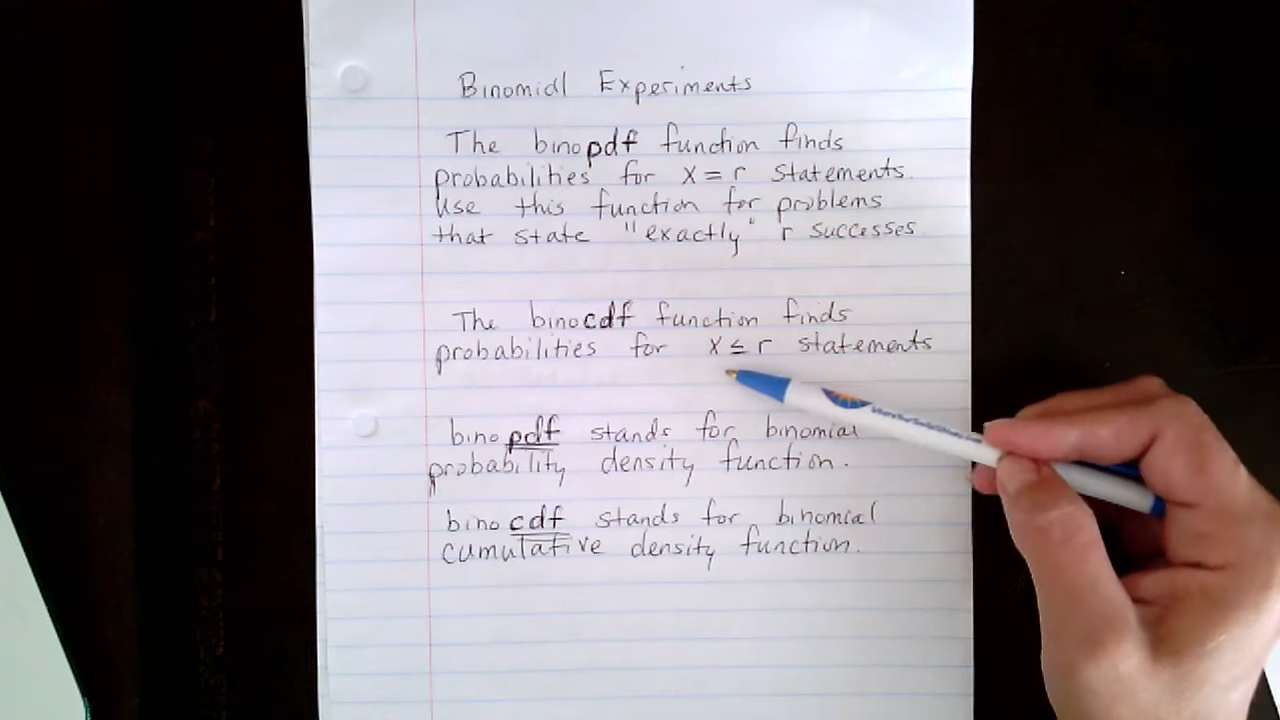 Binomial Experiments
The binopdf function finds
probabilities for x = r statements.
Use this function for problems
that state "exactly" r successes
The binocdf function finds
probabilities for x ≤ r statements
binopdf stands for binomial
probability density function.
binocdf stands for binomial
cumulative density function.